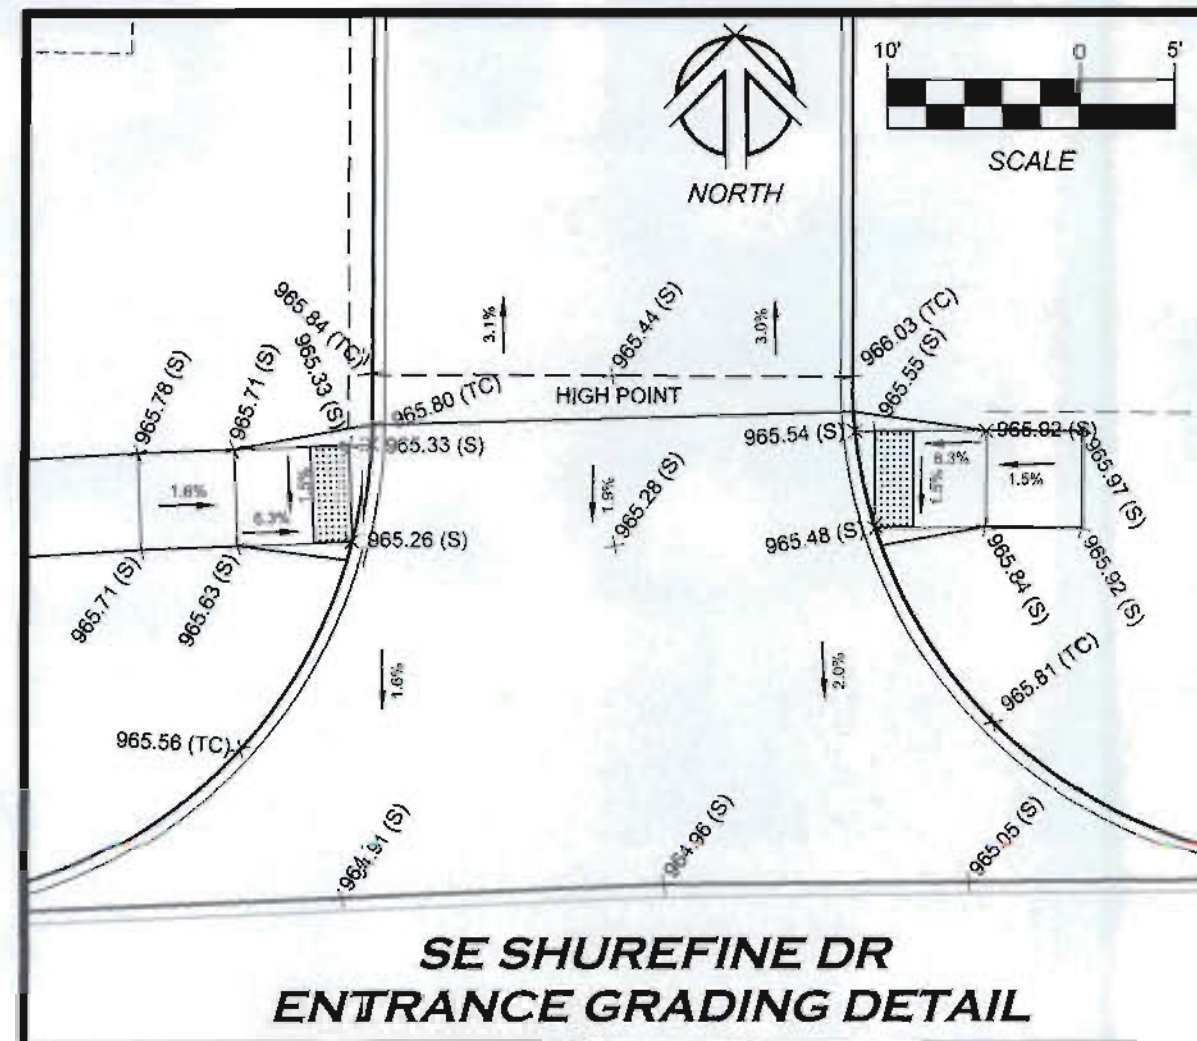 10'
0
5'
SCALE
NORTH
965.84 (TC)
965.33 (S)
965.78 (S)
965.71 (S)
3.1%
965.44 (S)
3.0%
966.03 (TC)
965.55 (S)
965.80 (TC)
HIGH POINT
965.33 (S)
965.54 (S)
965.92 (S)
965.97 (S)
8.3%
1.5%
1.5%
1.6%
1.5%
6.3%
1.9%
965.28 (S)
965.26 (S)
965.48 (S)
965.71 (S)
965.63 (S)
965.84 (S)
965.92 (S)
1.6%
2.0%
965.81 (TC)
965.56 (TC)
964.91 (S)
964.96 (S)
965.05 (S)
SE SHUREFINE DR
ENTRANCE GRADING DETAIL